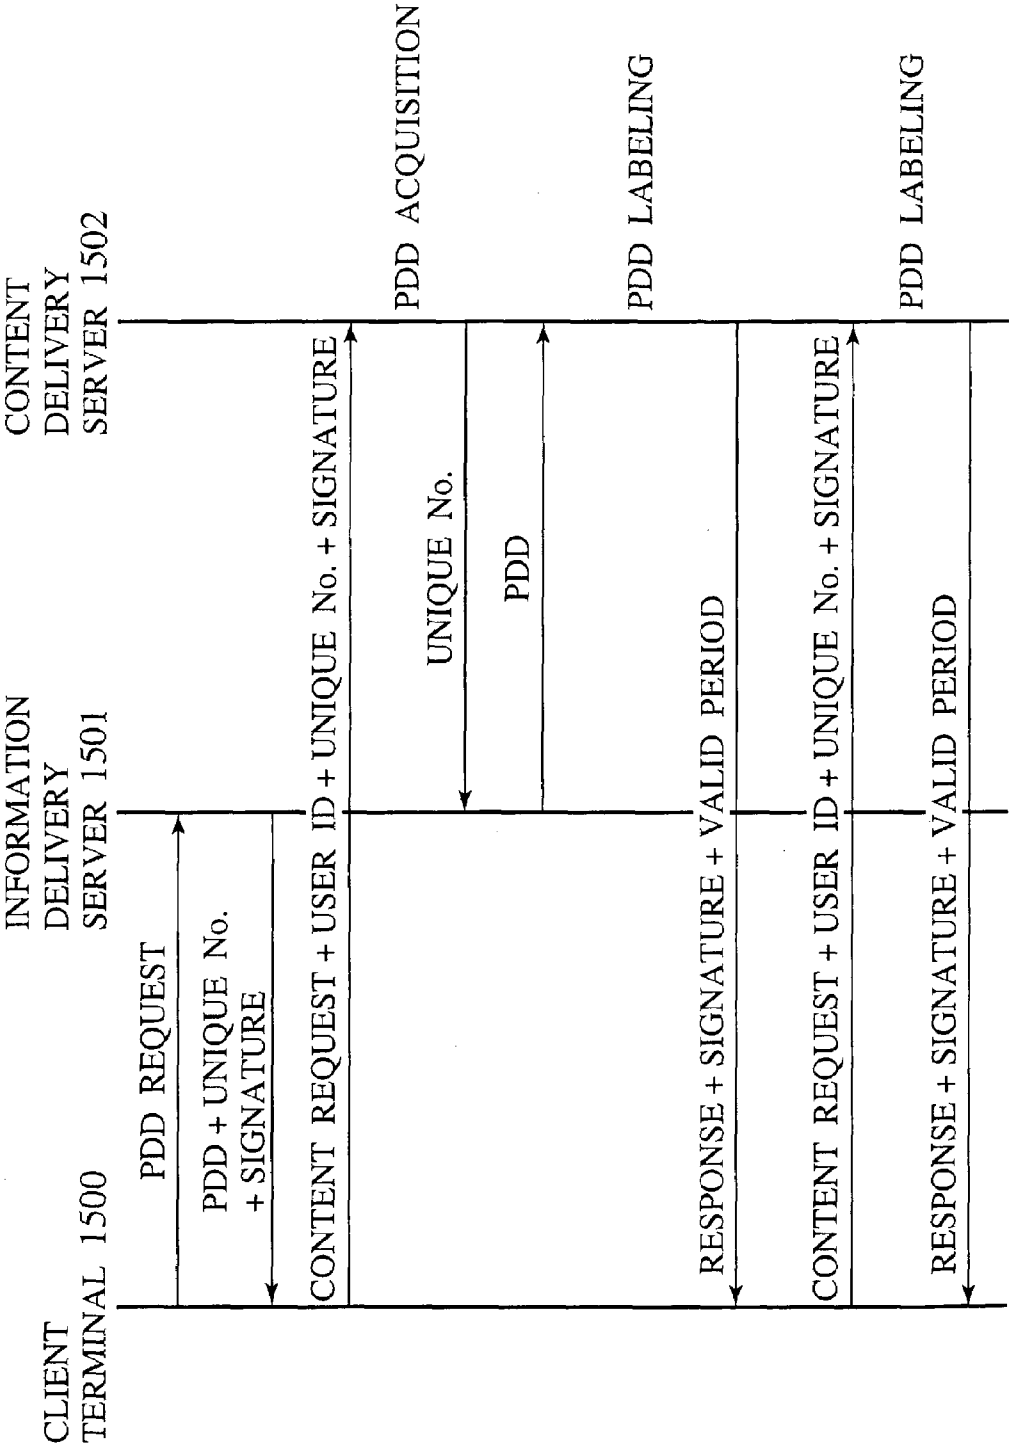 CLIENT
TERMINAL 1500
INFORMATION
DELIVERY
SERVER 1501
CONTENT
DELIVERY
SERVER 1502
PDD REQUEST
PDD + UNIQUE No.
+ SIGNATURE
CONTENT REQUEST + USER ID + UNIQUE No. + SIGNATURE
PDD ACQUISITION
UNIQUE No.
PDD
PDD LABELING
RESPONSE + SIGNATURE + VALID PERIOD
CONTENT REQUEST + USER ID + UNIQUE No. + SIGNATURE
PDD LABELING
RESPONSE + SIGNATURE + VALID PERIOD